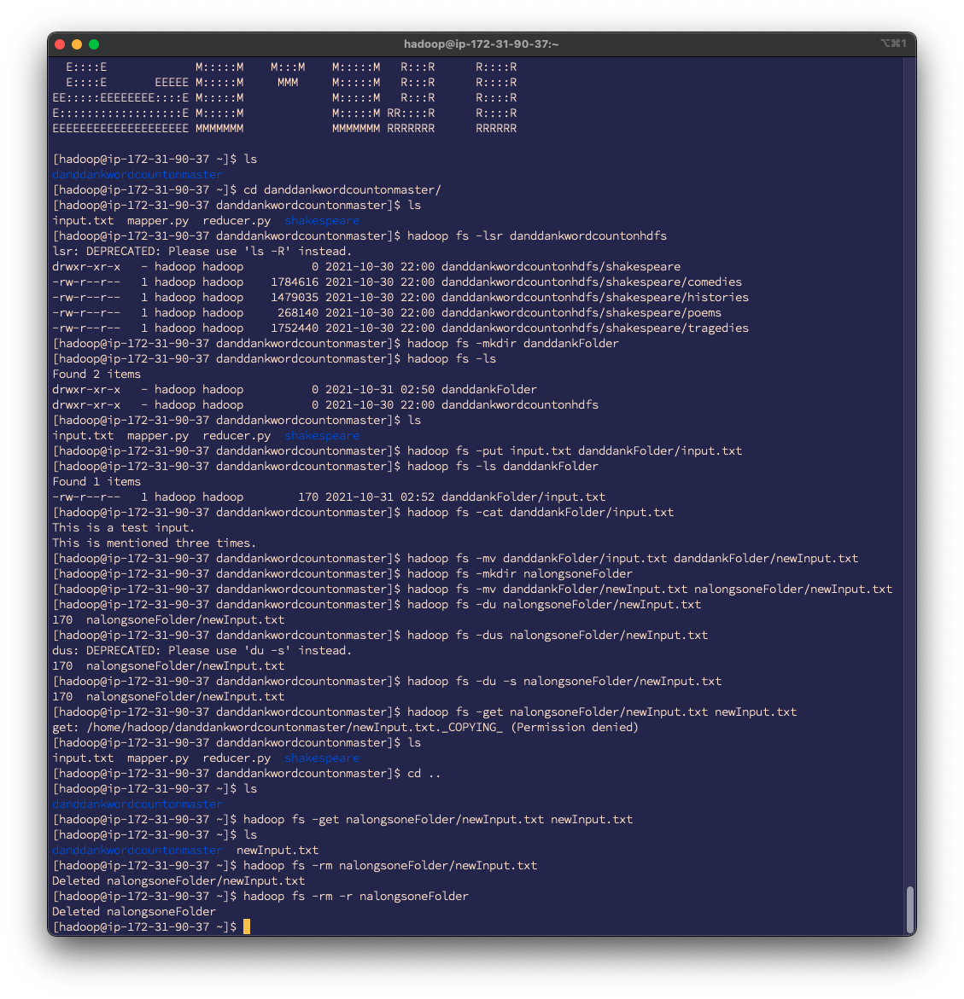 hadoop@ip-172-31-90-37:~ ⌥⌘1
E::::E M:::::M M:::M M:::::M R:::R R::::R
E::::E EEEEE M:::::M MMM M:::::M R:::R R::::R
EE:::::EEEEEEEE::::E M:::::M M:::::M R:::R R::::R
E::::::::::::::::::E M:::::M M:::::M RR::::R R::::R
EEEEEEEEEEEEEEEEEEEE MMMMMMM MMMMMMM RRRRRRR RRRRRR
[hadoop@ip-172-31-90-37 ~]$ ls
danddankwordcountonmaster
[hadoop@ip-172-31-90-37 ~]$ cd danddankwordcountonmaster/
[hadoop@ip-172-31-90-37 danddankwordcountonmaster]$ ls
input.txt mapper.py reducer.py shakespeare
[hadoop@ip-172-31-90-37 danddankwordcountonmaster]$ hadoop fs -lsr danddankwordcountonhdfs
lsr: DEPRECATED: Please use 'ls -R' instead.
drwxr-xr-x - hadoop hadoop 0 2021-10-30 22:00 danddankwordcountonhdfs/shakespeare
-rw-r--r-- 1 hadoop hadoop 1784616 2021-10-30 22:00 danddankwordcountonhdfs/shakespeare/comedies
-rw-r--r-- 1 hadoop hadoop 1479035 2021-10-30 22:00 danddankwordcountonhdfs/shakespeare/histories
-rw-r--r-- 1 hadoop hadoop 268140 2021-10-30 22:00 danddankwordcountonhdfs/shakespeare/poems
-rw-r--r-- 1 hadoop hadoop 1752440 2021-10-30 22:00 danddankwordcountonhdfs/shakespeare/tragedies
[hadoop@ip-172-31-90-37 danddankwordcountonmaster]$ hadoop fs -mkdir danddankFolder
[hadoop@ip-172-31-90-37 danddankwordcountonmaster]$ hadoop fs -ls
Found 2 items
drwxr-xr-x - hadoop hadoop 0 2021-10-31 02:50 danddankFolder
drwxr-xr-x - hadoop hadoop 0 2021-10-30 22:00 danddankwordcountonhdfs
[hadoop@ip-172-31-90-37 danddankwordcountonmaster]$ ls
input.txt mapper.py reducer.py shakespeare
[hadoop@ip-172-31-90-37 danddankwordcountonmaster]$ hadoop fs -put input.txt danddankFolder/input.txt
[hadoop@ip-172-31-90-37 danddankwordcountonmaster]$ hadoop fs -ls danddankFolder
Found 1 items
-rw-r--r-- 1 hadoop hadoop 170 2021-10-31 02:52 danddankFolder/input.txt
[hadoop@ip-172-31-90-37 danddankwordcountonmaster]$ hadoop fs -cat danddankFolder/input.txt
This is a test input.
This is mentioned three times.
[hadoop@ip-172-31-90-37 danddankwordcountonmaster]$ hadoop fs -mv danddankFolder/input.txt danddankFolder/newInput.txt
[hadoop@ip-172-31-90-37 danddankwordcountonmaster]$ hadoop fs -mkdir nalongsoneFolder
[hadoop@ip-172-31-90-37 danddankwordcountonmaster]$ hadoop fs -mv danddankFolder/newInput.txt nalongsoneFolder/newInput.txt
[hadoop@ip-172-31-90-37 danddankwordcountonmaster]$ hadoop fs -du nalongsoneFolder/newInput.txt
170 nalongsoneFolder/newInput.txt
[hadoop@ip-172-31-90-37 danddankwordcountonmaster]$ hadoop fs -dus nalongsoneFolder/newInput.txt
dus: DEPRECATED: Please use 'du -s' instead.
170 nalongsoneFolder/newInput.txt
[hadoop@ip-172-31-90-37 danddankwordcountonmaster]$ hadoop fs -du -s nalongsoneFolder/newInput.txt
170 nalongsoneFolder/newInput.txt
[hadoop@ip-172-31-90-37 danddankwordcountonmaster]$ hadoop fs -get nalongsoneFolder/newInput.txt newInput.txt
get: /home/hadoop/danddankwordcountonmaster/newInput.txt._COPYING_ (Permission denied)
[hadoop@ip-172-31-90-37 danddankwordcountonmaster]$ ls
input.txt mapper.py reducer.py shakespeare
[hadoop@ip-172-31-90-37 danddankwordcountonmaster]$ cd ..
[hadoop@ip-172-31-90-37 ~]$ ls
danddankwordcountonmaster
[hadoop@ip-172-31-90-37 ~]$ hadoop fs -get nalongsoneFolder/newInput.txt newInput.txt
[hadoop@ip-172-31-90-37 ~]$ ls
danddankwordcountonmaster newInput.txt
[hadoop@ip-172-31-90-37 ~]$ hadoop fs -rm nalongsoneFolder/newInput.txt
Deleted nalongsoneFolder/newInput.txt
[hadoop@ip-172-31-90-37 ~]$ hadoop fs -rm -r nalongsoneFolder
Deleted nalongsoneFolder
[hadoop@ip-172-31-90-37 ~]$